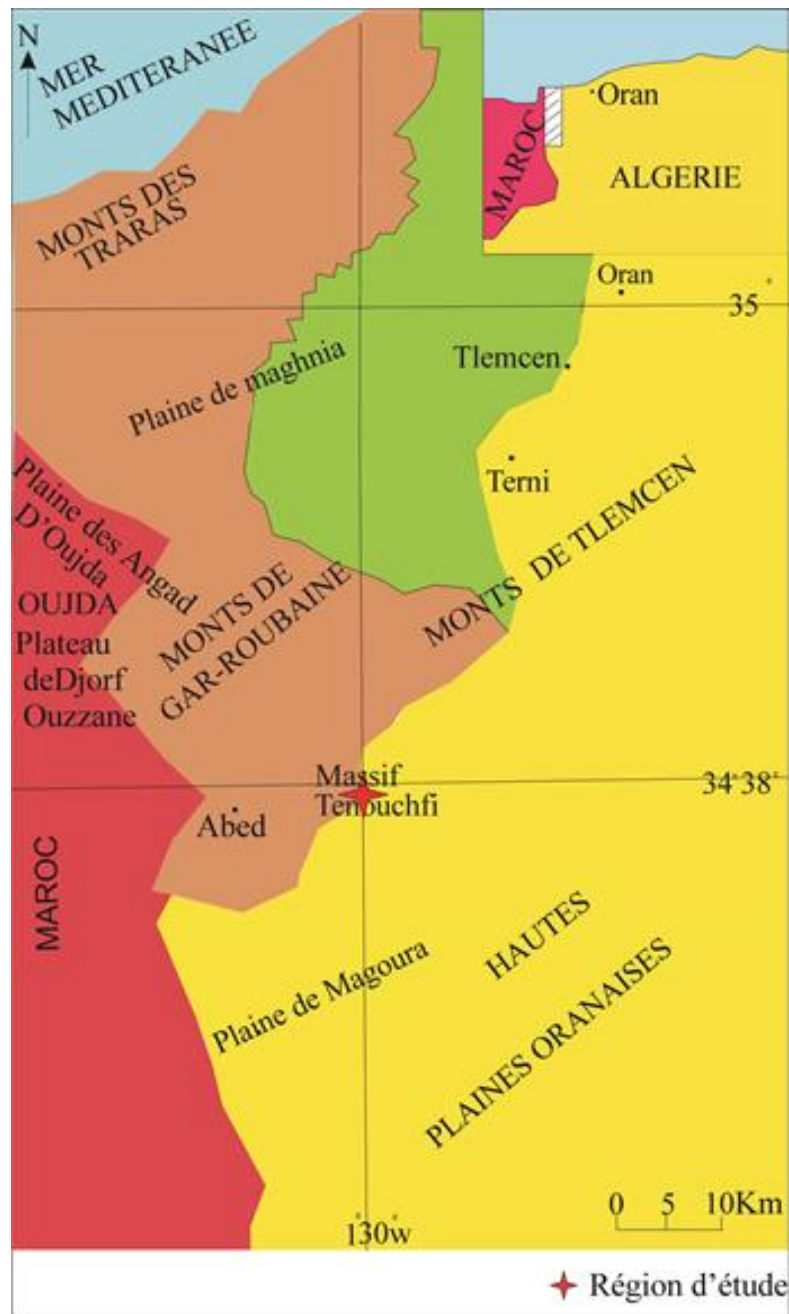 N
MER
MEDITERANEE
MONTS DES
TRARAS
Oran
MAROC
ALGERIE
Oran
35°
Plaine de maghnia
Tlemcen
Terni
Plaine des Angad
D'Oujda
OUJDA
Plateau
deDjorf
Ouzzane
MONTS DE
GAR-ROUBAINE
MONTS DE TLEMCEN
Massif
Tenouchfi
34°38'
Abed
MAROC
Plaine de Magoura
HAUTES
PLAINES ORANAISES
0 5 10Km
1°30°w
Région d'étude